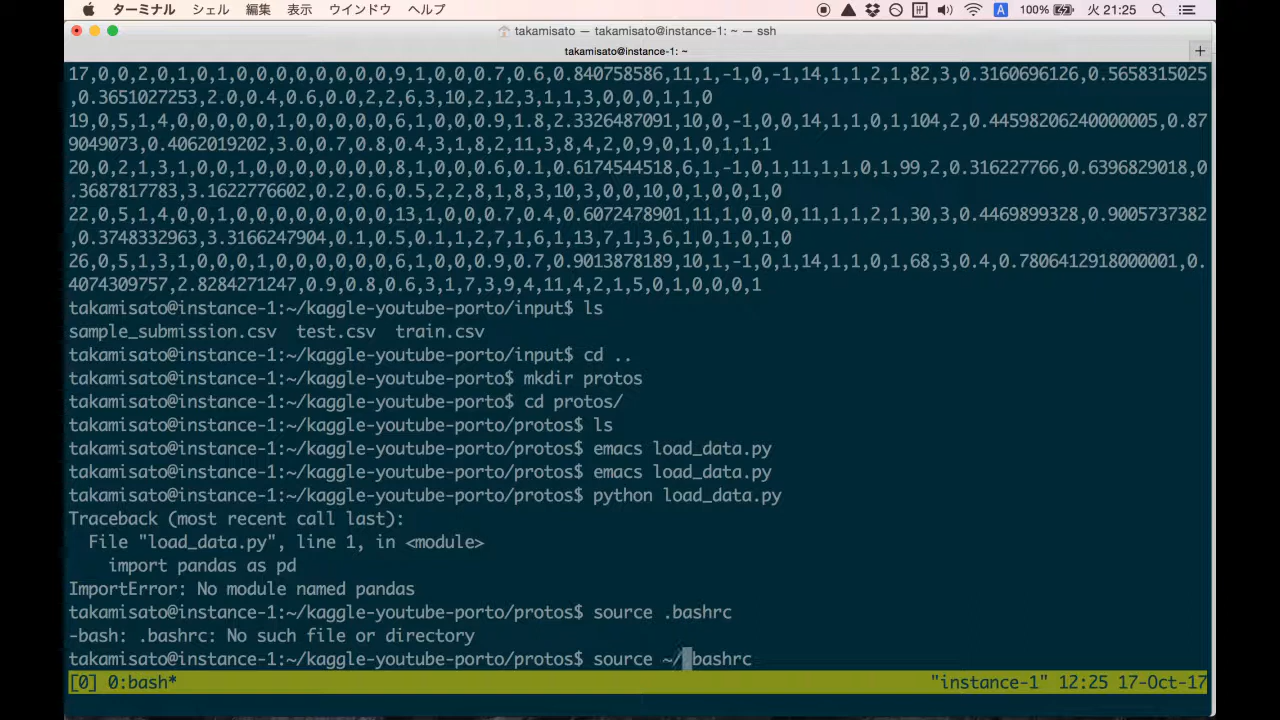 ターミナル シェル 編集 表示 ウインドウ ヘルプ A 100% 火 21:25
takamisato — takamisato@instance-1: ~ — ssh
takamisato@instance-1: ~
17,0,0,2,0,1,0,1,0,0,0,0,0,0,0,0,9,1,0,0,0.7,0.6,0.840758586,11,1,-1,0,-1,14,1,1,2,1,82,3,0.3160696126,0.5658315025
,0.3651027253,2.0,0.4,0.6,0.0,2,2,6,3,10,2,12,3,1,1,3,0,0,0,1,1,0
19,0,5,1,4,0,0,0,0,0,1,0,0,0,0,0,6,1,0,0,0.9,1.8,2.3326487091,10,0,-1,0,0,14,1,1,0,1,104,2,0.44598206240000005,0.87
9049073,0.4062019202,3.0,0.7,0.8,0.4,3,1,8,2,11,3,8,4,2,0,9,0,1,0,1,1,1
20,0,2,1,3,1,0,0,1,0,0,0,0,0,0,0,8,1,0,0,0.6,0.1,0.6174544518,6,1,-1,0,1,11,1,1,0,1,99,2,0.316227766,0.6396829018,0
.3687817783,3.1622776602,0.2,0.6,0.5,2,2,8,1,8,3,10,3,0,0,10,0,1,0,0,1,0
22,0,5,1,4,0,0,1,0,0,0,0,0,0,0,0,13,1,0,0,0.7,0.4,0.6072478901,11,1,0,0,0,11,1,1,2,1,30,3,0.4469899328,0.9005737382
,0.3748332963,3.3166247904,0.1,0.5,0.1,1,2,7,1,6,1,13,7,1,3,6,1,0,1,0,1,0
26,0,5,1,3,1,0,0,0,1,0,0,0,0,0,0,6,1,0,0,0.9,0.7,0.9013878189,10,1,-1,0,1,14,1,1,0,1,68,3,0.4,0.7806412918000001,0.
4074309757,2.8284271247,0.9,0.8,0.6,3,1,7,3,9,4,11,4,2,1,5,0,1,0,0,0,1
takamisato@instance-1:~/kaggle-youtube-porto/input$ ls
sample_submission.csv  test.csv  train.csv
takamisato@instance-1:~/kaggle-youtube-porto/input$ cd ..
takamisato@instance-1:~/kaggle-youtube-porto$ mkdir protos
takamisato@instance-1:~/kaggle-youtube-porto$ cd protos/
takamisato@instance-1:~/kaggle-youtube-porto/protos$ ls
takamisato@instance-1:~/kaggle-youtube-porto/protos$ emacs load_data.py
takamisato@instance-1:~/kaggle-youtube-porto/protos$ emacs load_data.py
takamisato@instance-1:~/kaggle-youtube-porto/protos$ python load_data.py
Traceback (most recent call last):
  File "load_data.py", line 1, in <module>
    import pandas as pd
ImportError: No module named pandas
takamisato@instance-1:~/kaggle-youtube-porto/protos$ source .bashrc
-bash: .bashrc: No such file or directory
takamisato@instance-1:~/kaggle-youtube-porto/protos$ source ~/.bashrc
[0] 0:bash* "instance-1" 12:25 17-Oct-17